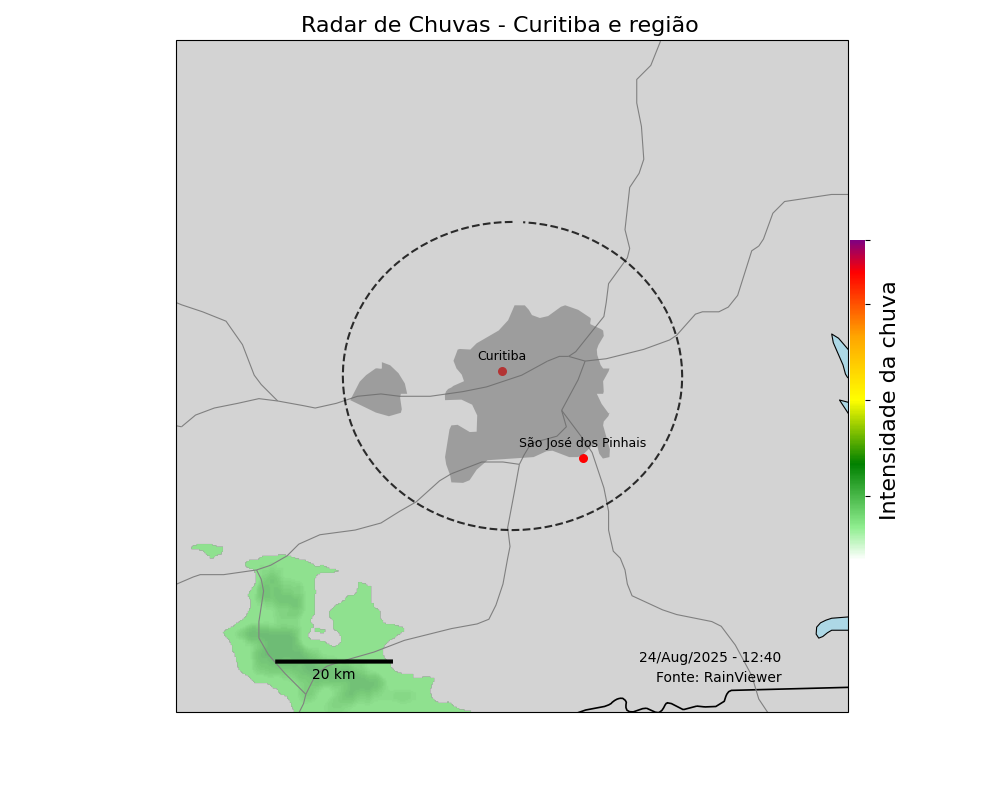 Radar de Chuvas - Curitiba e região
Curitiba
São José dos Pinhais
Intensidade da chuva
24/Aug/2025 - 12:40
Fonte: RainViewer
20 km